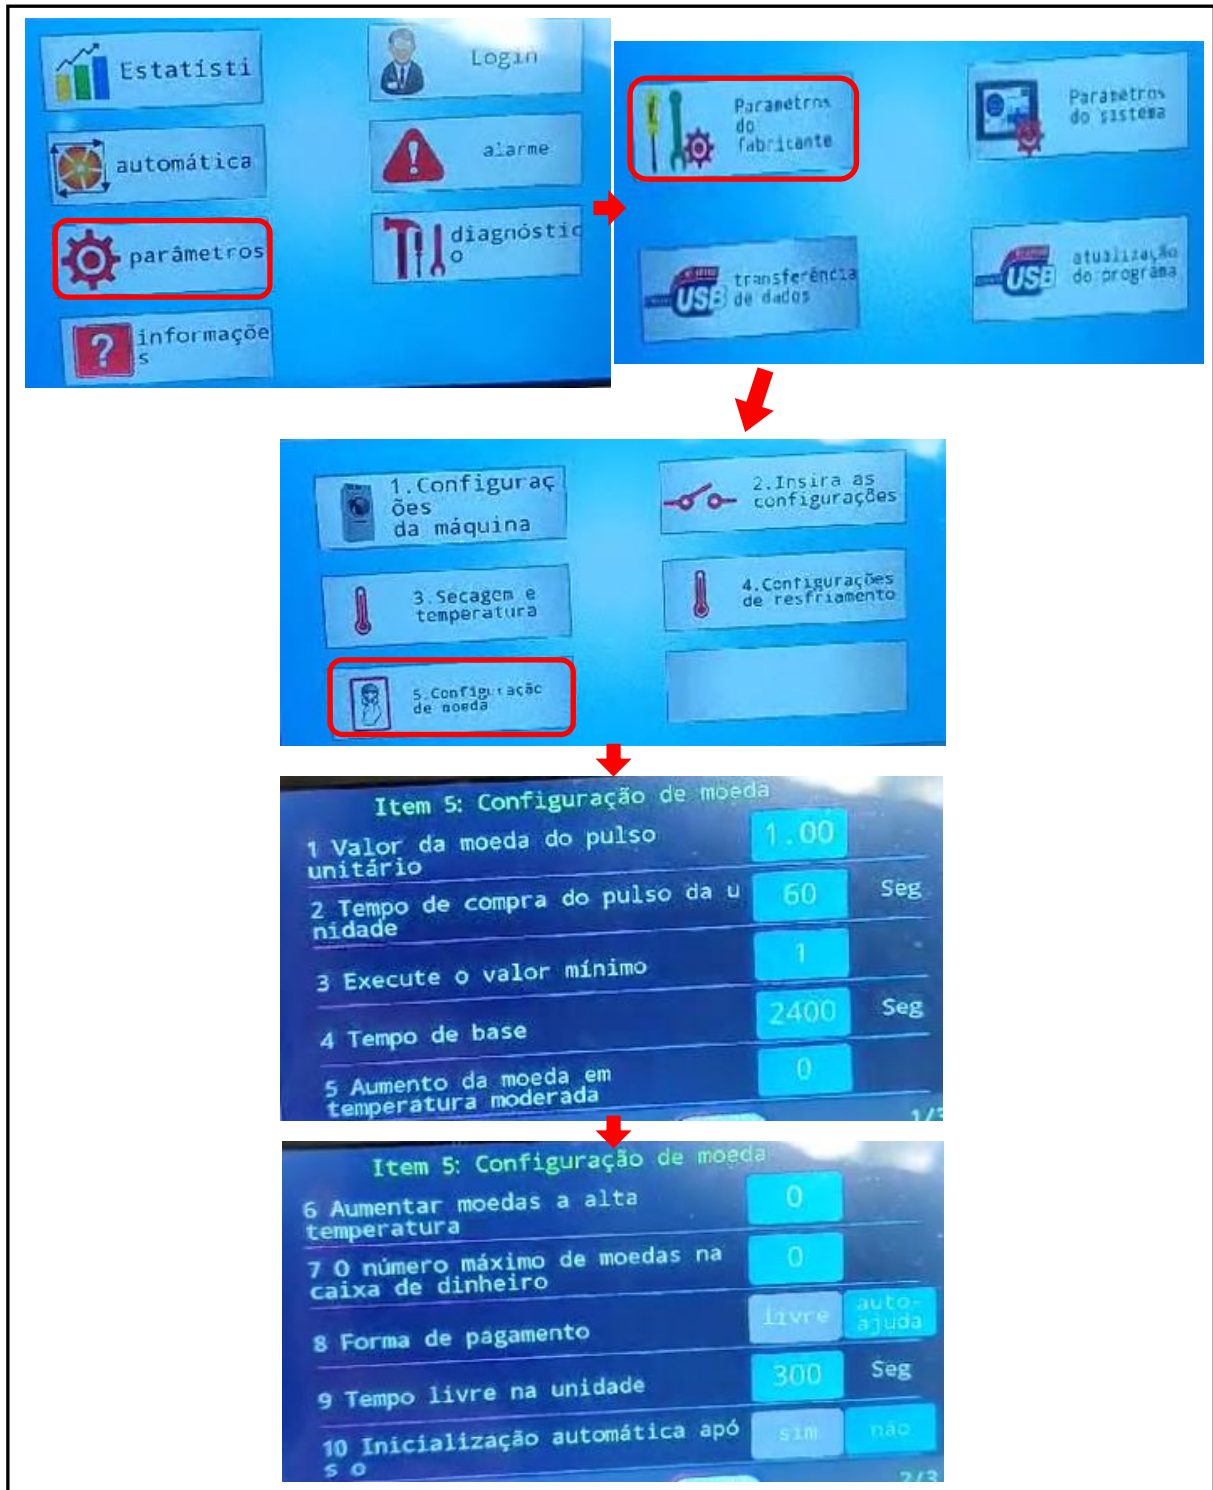 Estatísti
Login
automática
alarme
parâmetros
diagnóstic
o
informaçõe
s
Parametros
do
fabricante
Parametros
do sistema
USB
transferência
de dados
USB
atualização
do programa
1.Configuraç
ões
da máquina
2.Insira as
configurações
3.Secagem e
temperatura
4.Configurações
de resfriamento
5.Configuração
de moeda
Item 5: Configuração de moeda
1 Valor da moeda do pulso
unitário
1.00
2 Tempo de compra do pulso da u
nidade
60 Seg
3 Execute o valor mínimo
1
4 Tempo de base
2400 Seg
5 Aumento da moeda em
temperatura moderada
0
1/3
Item 5: Configuração de moeda
6 Aumentar moedas a alta
temperatura
0
7 O número máximo de moedas na
caixa de dinheiro
0
8 Forma de pagamento
livre
auto-
ajuda
9 Tempo livre na unidade
300 Seg
10 Inicialização automática apó
s o
sim não
2/3